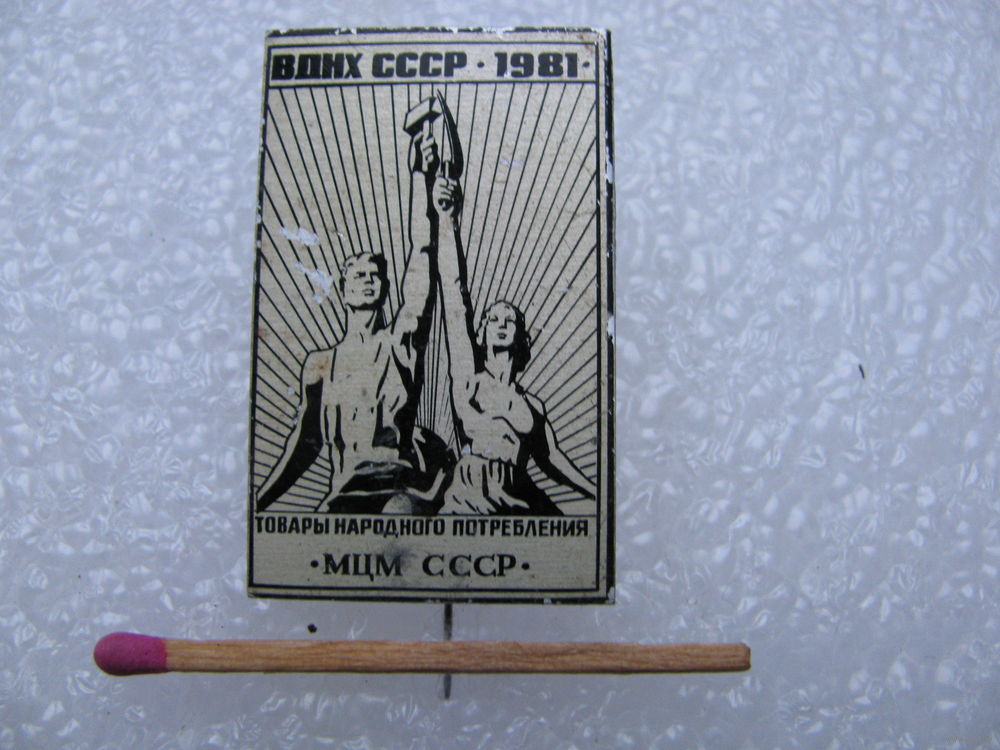 ВДНХ СССР · 1981 ·
ТОВАРЫ НАРОДНОГО ПОТРЕБЛЕНИЯ
· МЦМ СССР ·